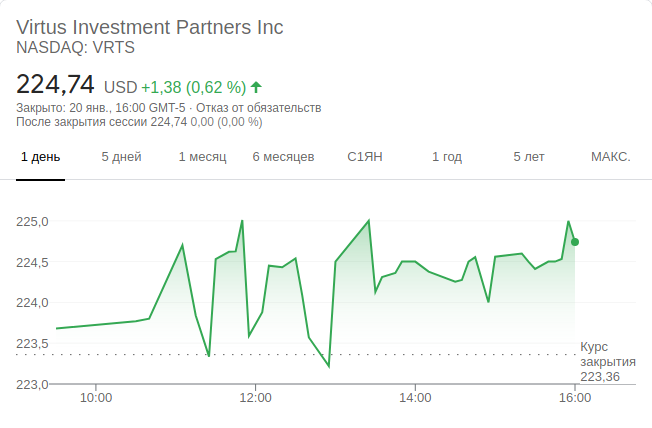 Virtus Investment Partners Inc
NASDAQ: VRTS
224,74 USD +1,38 (0,62 %)
Закрыто: 20 янв., 16:00 GMT-5 · Отказ от обязательств
После закрытия сессии 224,74 0,00 (0,00 %)
1 день 5 дней 1 месяц 6 месяцев С1ЯН 1 год 5 лет МАКС.
225,0
224,5
224,0
223,5
Курс
закрытия
223,36
223,0
10:00 12:00 14:00 16:00